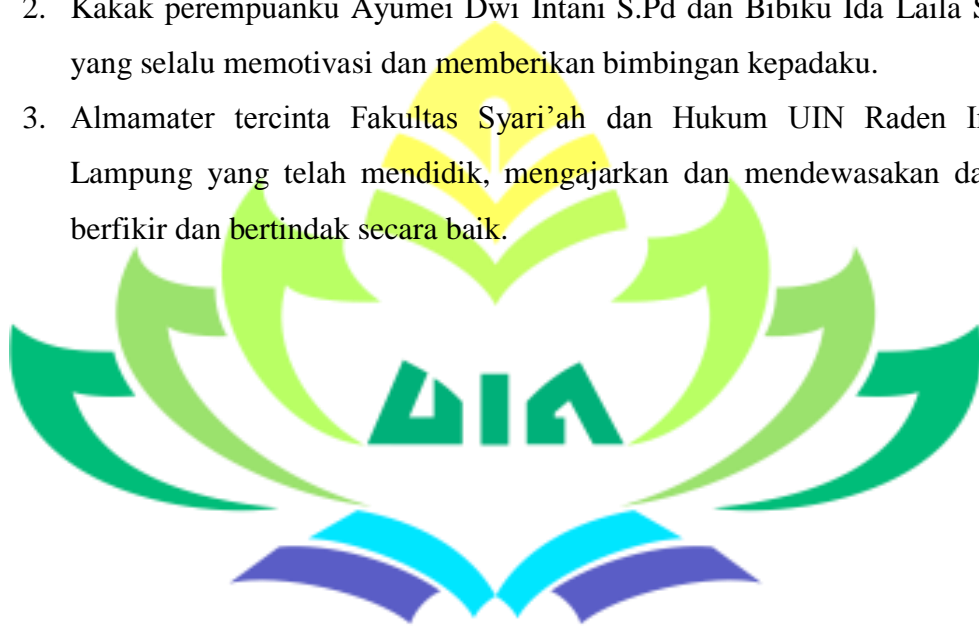 2. Kakak perempuanku Ayumei Dwi Intani S.Pd dan Bibiku Ida Laila
yang selalu memotivasi dan memberikan bimbingan kepadaku.
3. Almamater tercinta Fakultas Syari’ah dan Hukum UIN Raden
Lampung yang telah mendidik, mengajarkan dan mendewasakan
berfikir dan bertindak secara baik.
UIN